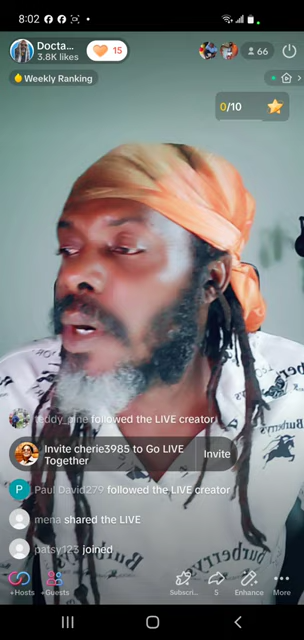 8:02
Docta...
3.8K likes
15
66
Weekly Ranking
0/10
teddy_pine followed the LIVE creator
Invite cherie3985 to Go LIVE
Together
Invite
P
Paul David279 followed the LIVE creator
mena shared the LIVE
patsy123 joined
+Hosts
+Guests
Subscri...
5
Enhance
More